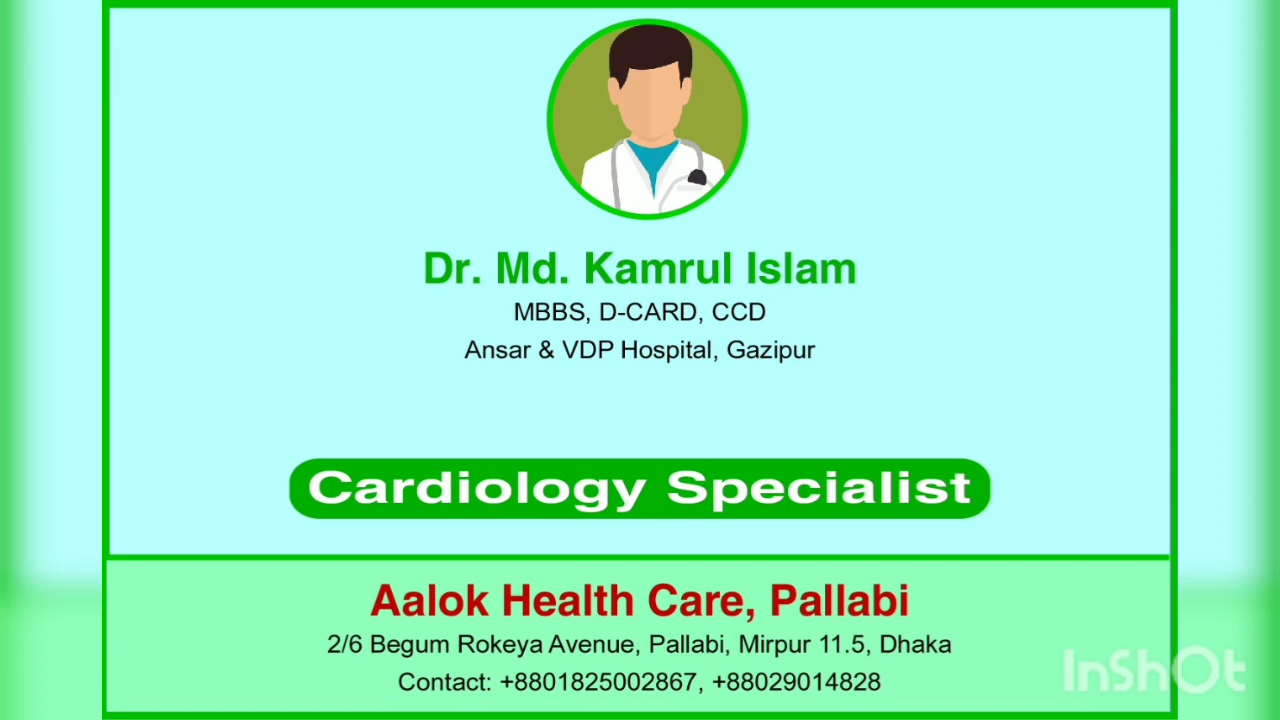 Dr. Md. Kamrul Islam
MBBS, D-CARD, CCD
Ansar & VDP Hospital, Gazipur
Cardiology Specialist
Aalok Health Care, Pallabi
2/6 Begum Rokeya Avenue, Pallabi, Mirpur 11.5, Dhaka
Contact: +8801825002867, +88029014828
InShOt